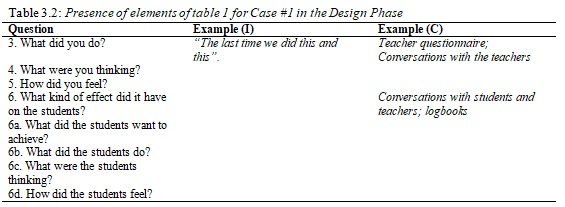 Table 3.2: Presence of elements of table 1 for Case #1 in the Design Phase
Question Example (I) Example (C)
3. What did you do? "The last time we did this and Teacher questionnaire;
this". Conversations with the teachers
4. What were you thinking?
5. How did you feel?
6. What kind of effect did it have Conversations with students and
on the students? teachers; logbooks
6a. What did the students want to
achieve?
6b. What did the students do?
6c. What were the students
thinking?
6d. How did the students feel?